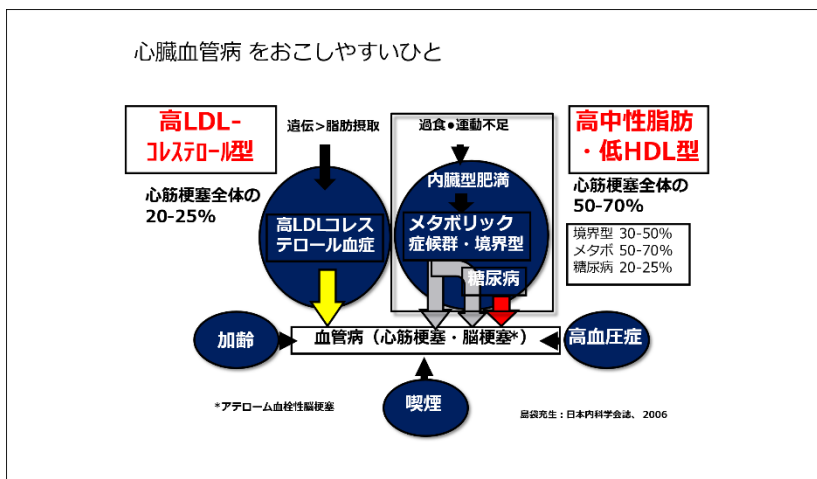 心臓血管病 をおこしやすいひと
高LDL-
ｺﾚｽﾃﾛｰﾙ型
心筋梗塞全体の
20-25%
遺伝>脂肪摂取
高LDLコレス
テロール血症
過食•運動不足
内臓型肥満
メタボリック
症候群・境界型
糖尿病
高中性脂肪
・低HDL型
心筋梗塞全体の
50-70%
境界型 30-50%
メタボ 50-70%
糖尿病 20-25%
加齢
血管病（心筋梗塞・脳梗塞*）
高血圧症
喫煙
*アテローム血栓性脳梗塞
島袋充生：日本内科学会誌、2006